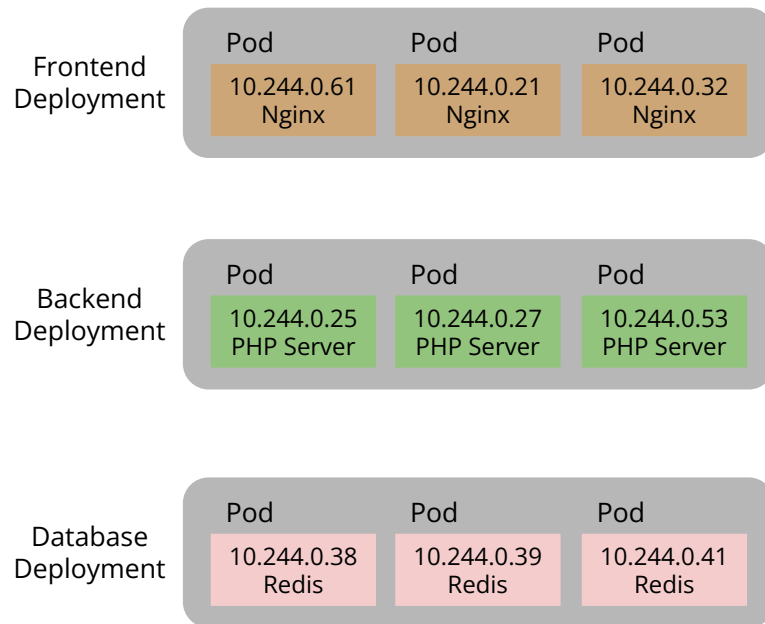 Frontend
Deployment
Pod
Pod
Pod
10.244.0.61
Nginx
10.244.0.21
Nginx
10.244.0.32
Nginx
Backend
Deployment
Pod
Pod
Pod
10.244.0.25
PHP Server
10.244.0.27
PHP Server
10.244.0.53
PHP Server
Database
Deployment
Pod
Pod
Pod
10.244.0.38
Redis
10.244.0.39
Redis
10.244.0.41
Redis